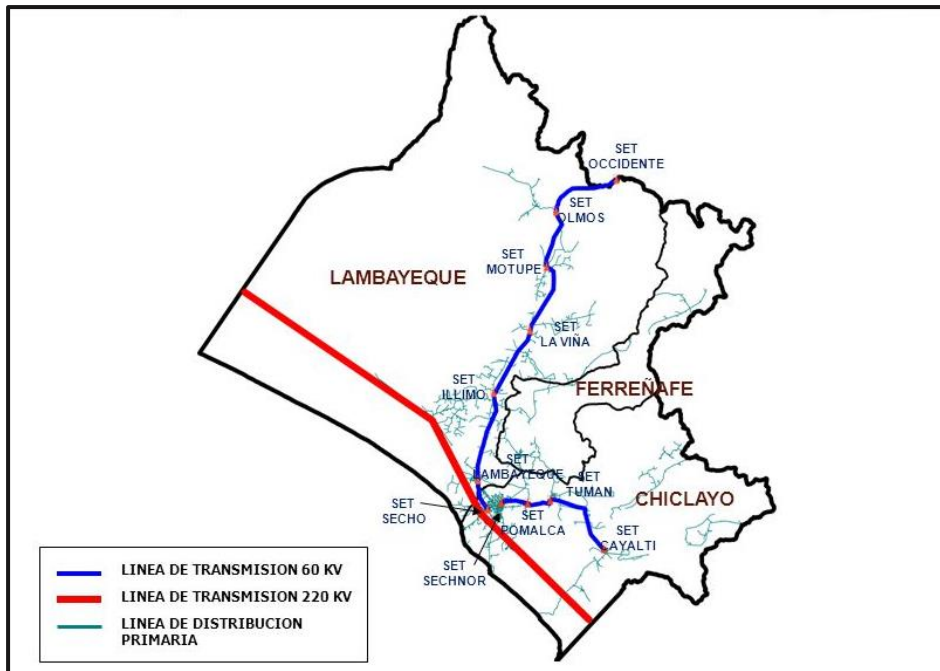 SET
OCCIDENTE
SET
OLMOS
SET
MOTUPE
LAMBAYEQUE
SET
LA VIÑA
SET
ILLIMO
FERREÑAFE
SET
LAMBAYEQUE
SET
TUMAN
CHICLAYO
SET
SECHO
SET
POMALCA
SET
CAYALTI
SET
SECHNOR
LINEA DE TRANSMISION 60 KV
LINEA DE TRANSMISION 220 KV
LINEA DE DISTRIBUCION
PRIMARIA